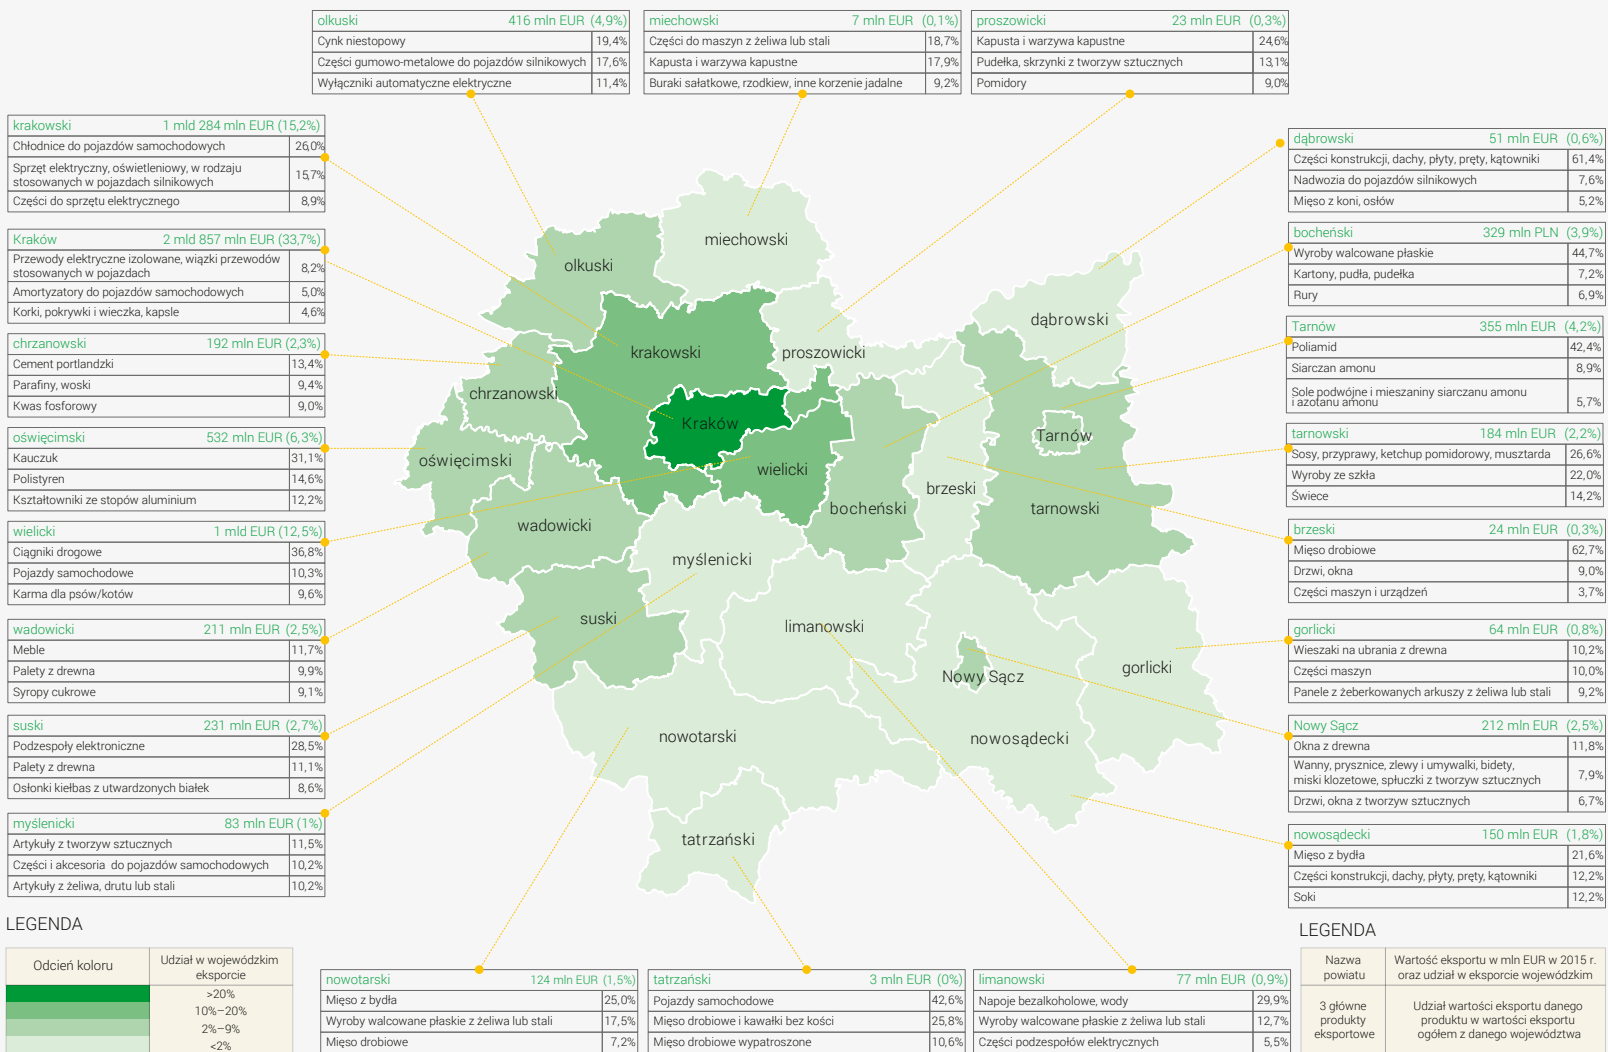 olkuski 416 mln EUR (4,9%)
Cynk niestopowy 19,4%
Części gumowo-metalowe do pojazdów silnikowych 17,6%
Wyłączniki automatyczne elektryczne 11,4%
miechowski 7 mln EUR (0,1%)
Części do maszyn z żeliwa lub stali 18,7%
Kapusta i warzywa kapustne 17,9%
Buraki sałatkowe, rzodkiew, inne korzenie jadalne 9,2%
proszowicki 23 mln EUR (0,3%)
Kapusta i warzywa kapustne 24,6%
Pudełka, skrzynki z tworzyw sztucznych 13,1%
Pomidory 9,0%
krakowski 1 mld 284 mln EUR (15,2%)
Chłodnice do pojazdów samochodowych 26,0%
Sprzęt elektryczny, oświetleniowy, w rodzaju
stosowanych w pojazdach silnikowych 15,7%
Części do sprzętu elektrycznego 8,9%
Kraków 2 mld 857 mln EUR (33,7%)
Przewody elektryczne izolowane, wiązki przewodów
stosowanych w pojazdach 8,2%
Amortyzatory do pojazdów samochodowych 5,0%
Korki, pokrywki i wieczka, kapsle 4,6%
chrzanowski 192 mln EUR (2,3%)
Cement portlandzki 13,4%
Parafiny, woski 9,4%
Kwas fosforowy 9,0%
oświęcimski 532 mln EUR (6,3%)
Kauczuk 31,1%
Polistyren 14,6%
Kształtowniki ze stopów aluminium 12,2%
wielicki 1 mld EUR (12,5%)
Ciągniki drogowe 36,8%
Pojazdy samochodowe 10,3%
Karma dla psów/kotów 9,6%
wadowicki 211 mln EUR (2,5%)
Meble 11,7%
Palety z drewna 9,9%
Syropy cukrowe 9,1%
suski 231 mln EUR (2,7%)
Podzespoły elektroniczne 28,5%
Palety z drewna 11,1%
Osłonki kiełbas z utwardzonych białek 8,6%
myślenicki 83 mln EUR (1%)
Artykuły z tworzyw sztucznych 11,5%
Części i akcesoria do pojazdów samochodowych 10,2%
Artykuły z żeliwa, drutu lub stali 10,2%
miechowski
olkuski
dąbrowski
krakowski
proszowicki
chrzanowski
Kraków
Tarnów
oświęcimski
wielicki
brzeski
bocheński
tarnowski
wadowicki
myślenicki
suski
limanowski
gorlicki
Nowy Sącz
nowotarski
nowosądecki
tatrzański
dąbrowski 51 mln EUR (0,6%)
Części konstrukcji, dachy, płyty, pręty, kątowniki 61,4%
Nadwozia do pojazdów silnikowych 7,6%
Mięso z koni, osłów 5,2%
bocheński 329 mln PLN (3,9%)
Wyroby walcowane płaskie 44,7%
Kartony, pudła, pudełka 7,2%
Rury 6,9%
Tarnów 355 mln EUR (4,2%)
Poliamid 42,4%
Siarczan amonu 8,9%
Sole podwójne i mieszaniny siarczanu amonu
i azotanu amonu 5,7%
tarnowski 184 mln EUR (2,2%)
Sosy, przyprawy, ketchup pomidorowy, musztarda 26,6%
Wyroby ze szkła 22,0%
Świece 14,2%
brzeski 24 mln EUR (0,3%)
Mięso drobiowe 62,7%
Drzwi, okna 9,0%
Części maszyn i urządzeń 3,7%
gorlicki 64 mln EUR (0,8%)
Wieszaki na ubrania z drewna 10,2%
Części maszyn 10,0%
Panele z żeberkowanych arkuszy z żeliwa lub stali 9,2%
Nowy Sącz 212 mln EUR (2,5%)
Okna z drewna 11,8%
Wanny, prysznice, zlewy i umywalki, bidety,
miski klozetowe, spłuczki z tworzyw sztucznych 7,9%
Drzwi, okna z tworzyw sztucznych 6,7%
nowosądecki 150 mln EUR (1,8%)
Mięso z bydła 21,6%
Części konstrukcji, dachy, płyty, pręty, kątowniki 12,2%
Soki 12,2%
LEGENDA
Odcień koloru
Udział w wojewódzkim
eksporcie
>20%
10%–20%
2%–9%
<2%
nowotarski 124 mln EUR (1,5%)
Mięso z bydła 25,0%
Wyroby walcowane płaskie z żeliwa lub stali 17,5%
Mięso drobiowe 7,2%
tatrzański 3 mln EUR (0%)
Pojazdy samochodowe 42,6%
Mięso drobiowe i kawałki bez kości 25,8%
Mięso drobiowe wypatroszone 10,6%
limanowski 77 mln EUR (0,9%)
Napoje bezalkoholowe, wody 29,9%
Wyroby walcowane płaskie z żeliwa lub stali 12,7%
Części podzespołów elektrycznych 5,5%
LEGENDA
Nazwa
powiatu
Wartość eksportu w mln EUR w 2015 r.
oraz udział w eksporcie wojewódzkim
3 główne
produkty
eksportowe
Udział wartości eksportu danego
produktu w wartości eksportu
ogółem z danego województwa